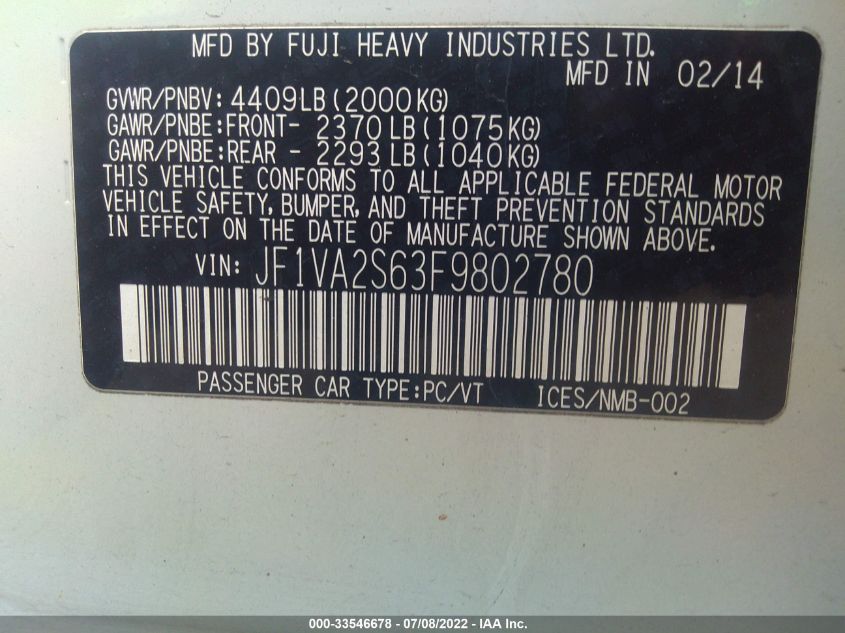 MFD BY FUJI HEAVY INDUSTRIES LTD.
MFD IN 02/14
GVWR/PNBV: 4409LB(2000KG)
GAWR/PNBE:FRONT- 2370LB(1075KG)
GAWR/PNBE:REAR - 2293LB(1040KG)
THIS VEHICLE CONFORMS TO ALL APPLICABLE FEDERAL MOTOR
VEHICLE SAFETY, BUMPER, AND THEFT PREVENTION STANDARDS
IN EFFECT ON THE DATE OF MANUFACTURE SHOWN ABOVE.
VIN: JF1VA2S63F9802780
PASSENGER CAR TYPE:PC/VT ICES/NMB-002
000-33546678 - 07/08/2022 - IAA Inc.